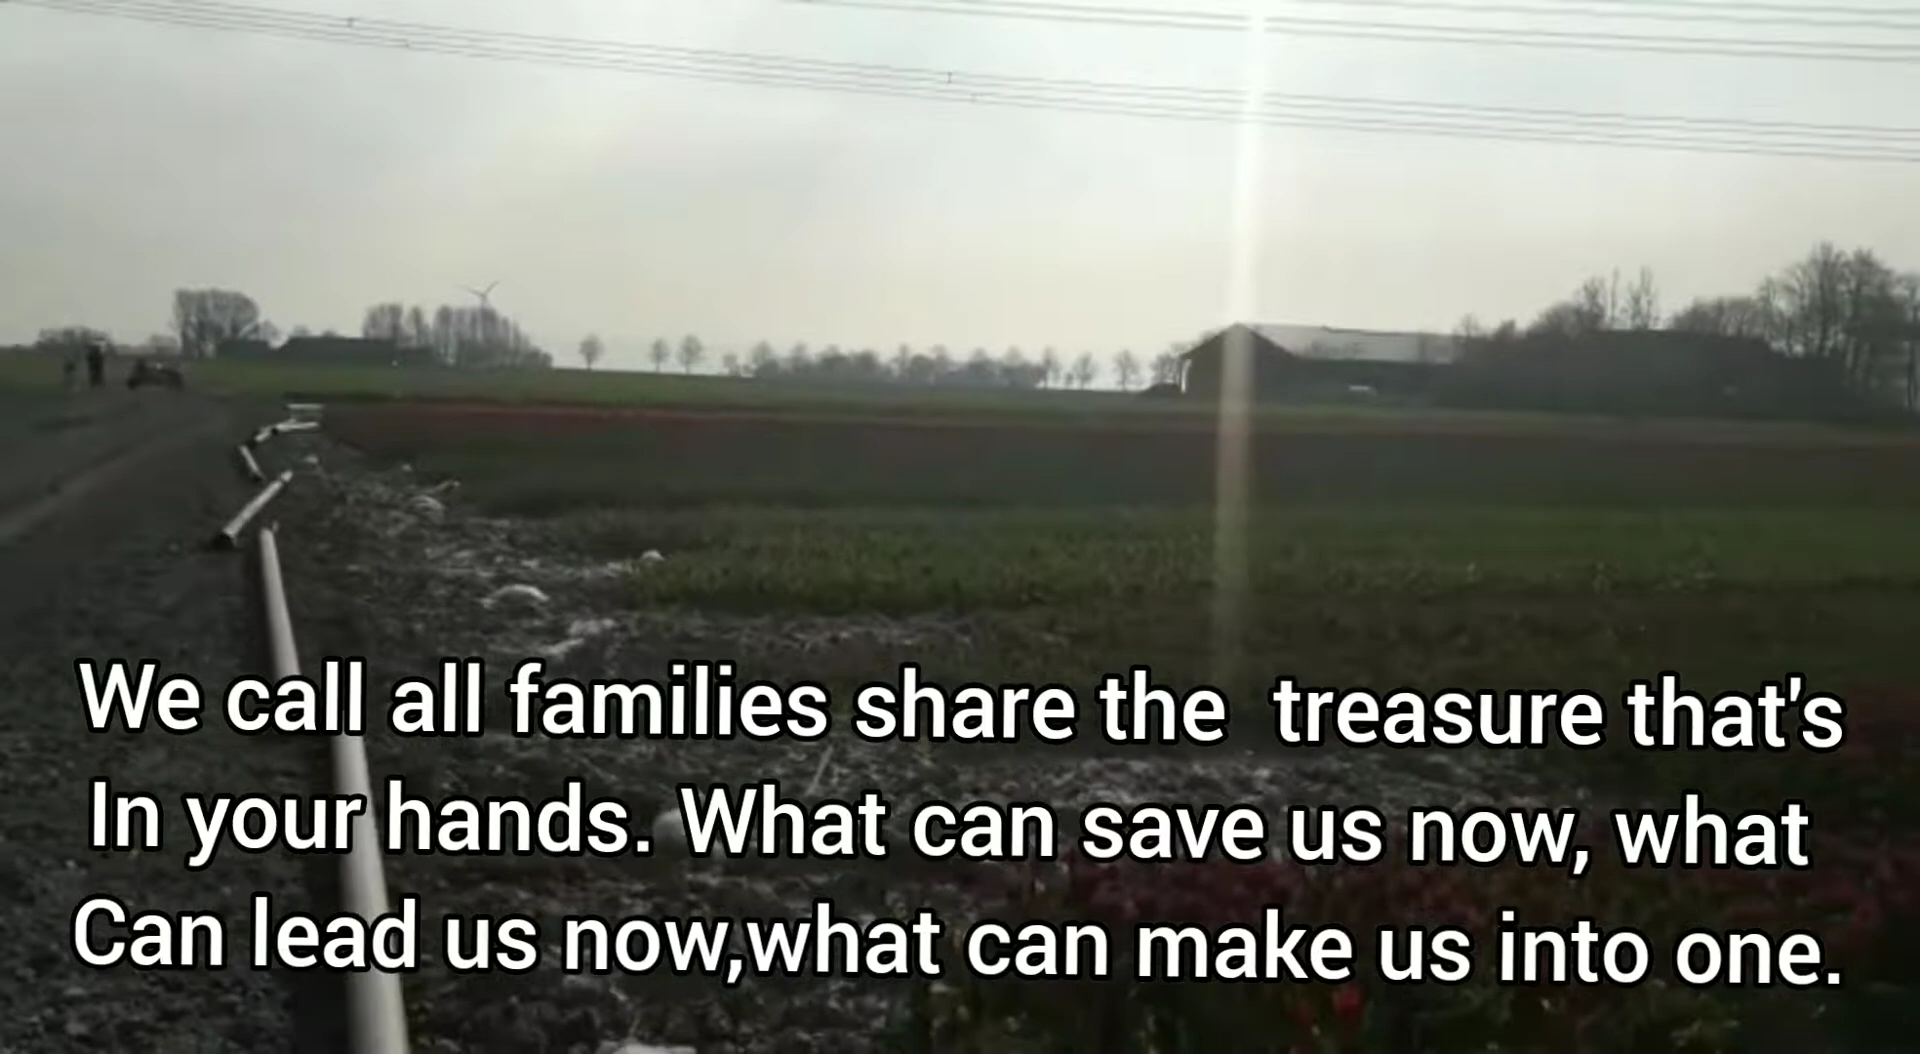 We call all families share the  treasure that's
In your hands. What can save us now, what
Can lead us now,what can make us into one.